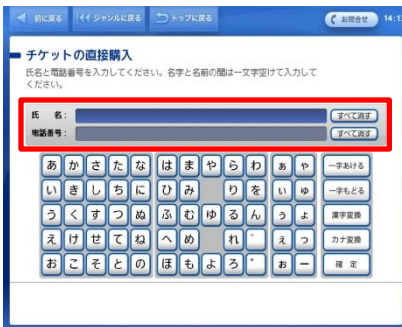 前に戻る ジャンルに戻る トップに戻る お問合せ 14:1
チケットの直接購入
氏名と電話番号を入力してください。名字と名前の間は一文字空けて入力して
ください。
氏 名： すべて消す
電話番号： すべて消す
あ か さ た な は ま や ら わ ぁ ゃ 一字あける
い き し ち に ひ み り を ぃ ゅ 一字もどる
う く す つ ぬ ふ む ゆ る ん ぅ ょ 漢字変換
え け せ て ね へ め れ ゛ ぇ っ カナ変換
お こ そ と の ほ も よ ろ ゜ ぉ ー 確 定